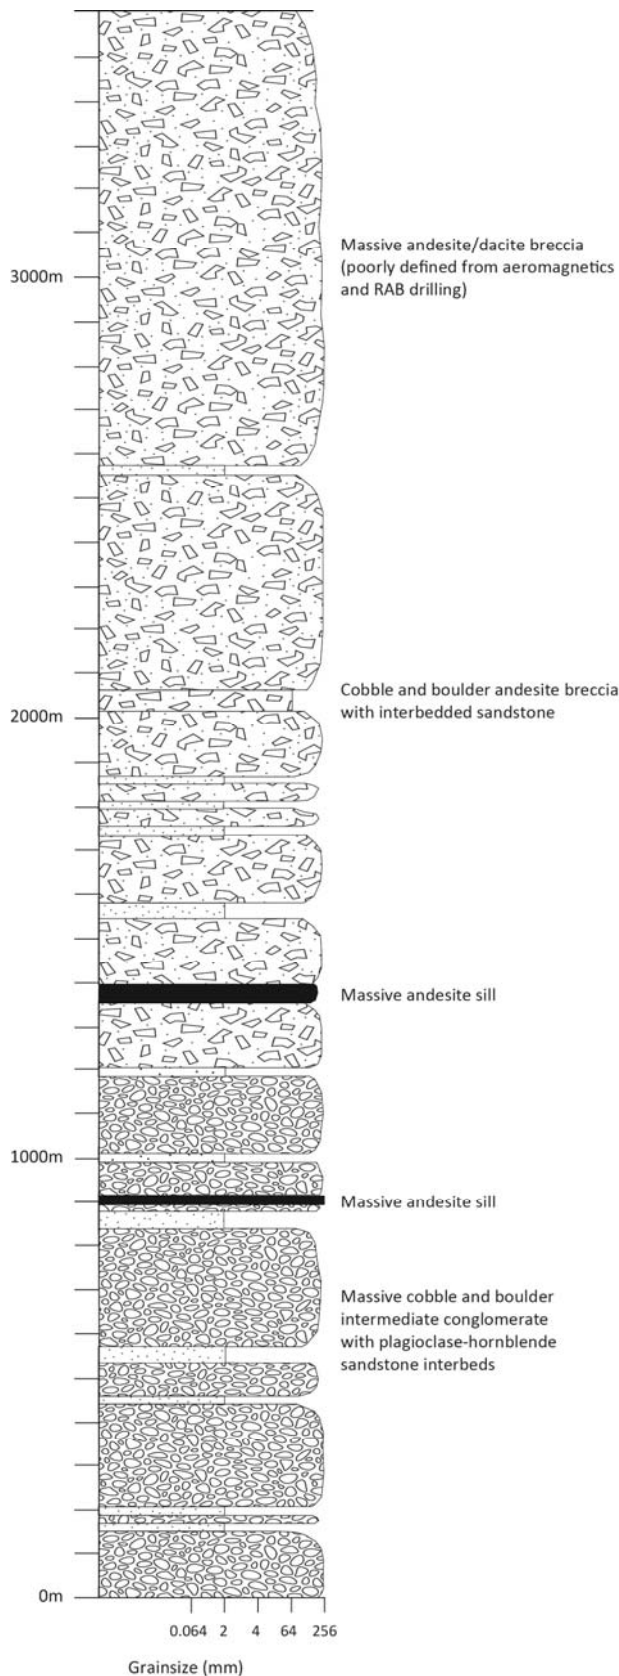 3000m
Massive andesite/dacite breccia
(poorly defined from aeromagnetics
and RAB drilling)
2000m
Cobble and boulder andesite breccia
with interbedded sandstone
Massive andesite sill
1000m
Massive andesite sill
Massive cobble and boulder
intermediate conglomerate
with plagioclase-hornblende
sandstone interbeds
0m
0.064 2 4 64 256
Grainsize (mm)